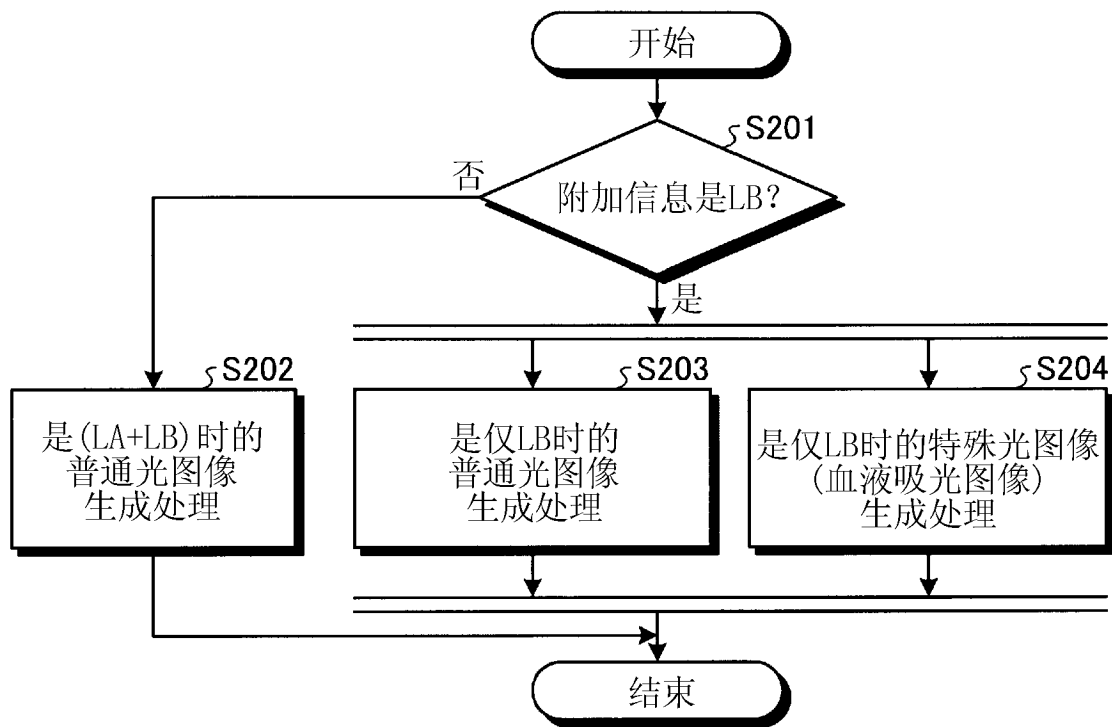 开始
S201
附加信息是LB?
否
是
S202
是(LA+LB)时的
普通光图像
生成处理
S203
是仅LB时的
普通光图像
生成处理
S204
是仅LB时的特殊光图像
(血液吸光图像)
生成处理
结束